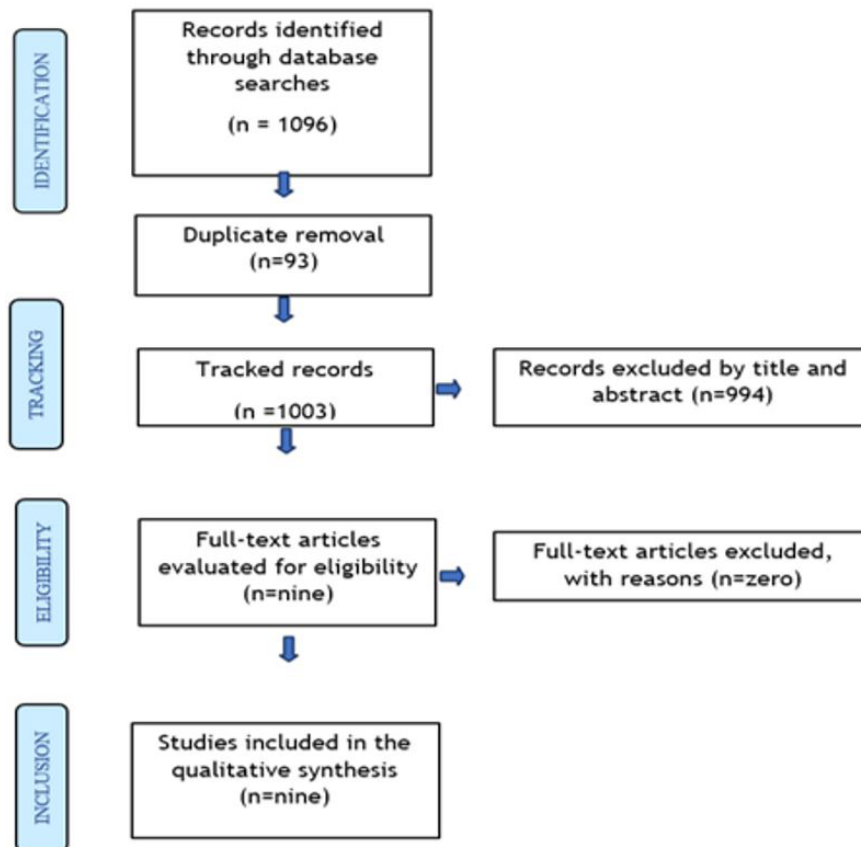 IDENTIFICATION
Records identified
through database
searches
(n = 1096)
Duplicate removal
(n=93)
TRACKING
Tracked records
(n =1003)
Records excluded by title and
abstract (n=994)
ELIGIBILITY
Full-text articles
evaluated for eligibility
(n=nine)
Full-text articles excluded,
with reasons (n=zero)
INCLUSION
Studies included in the
qualitative synthesis
(n=nine)